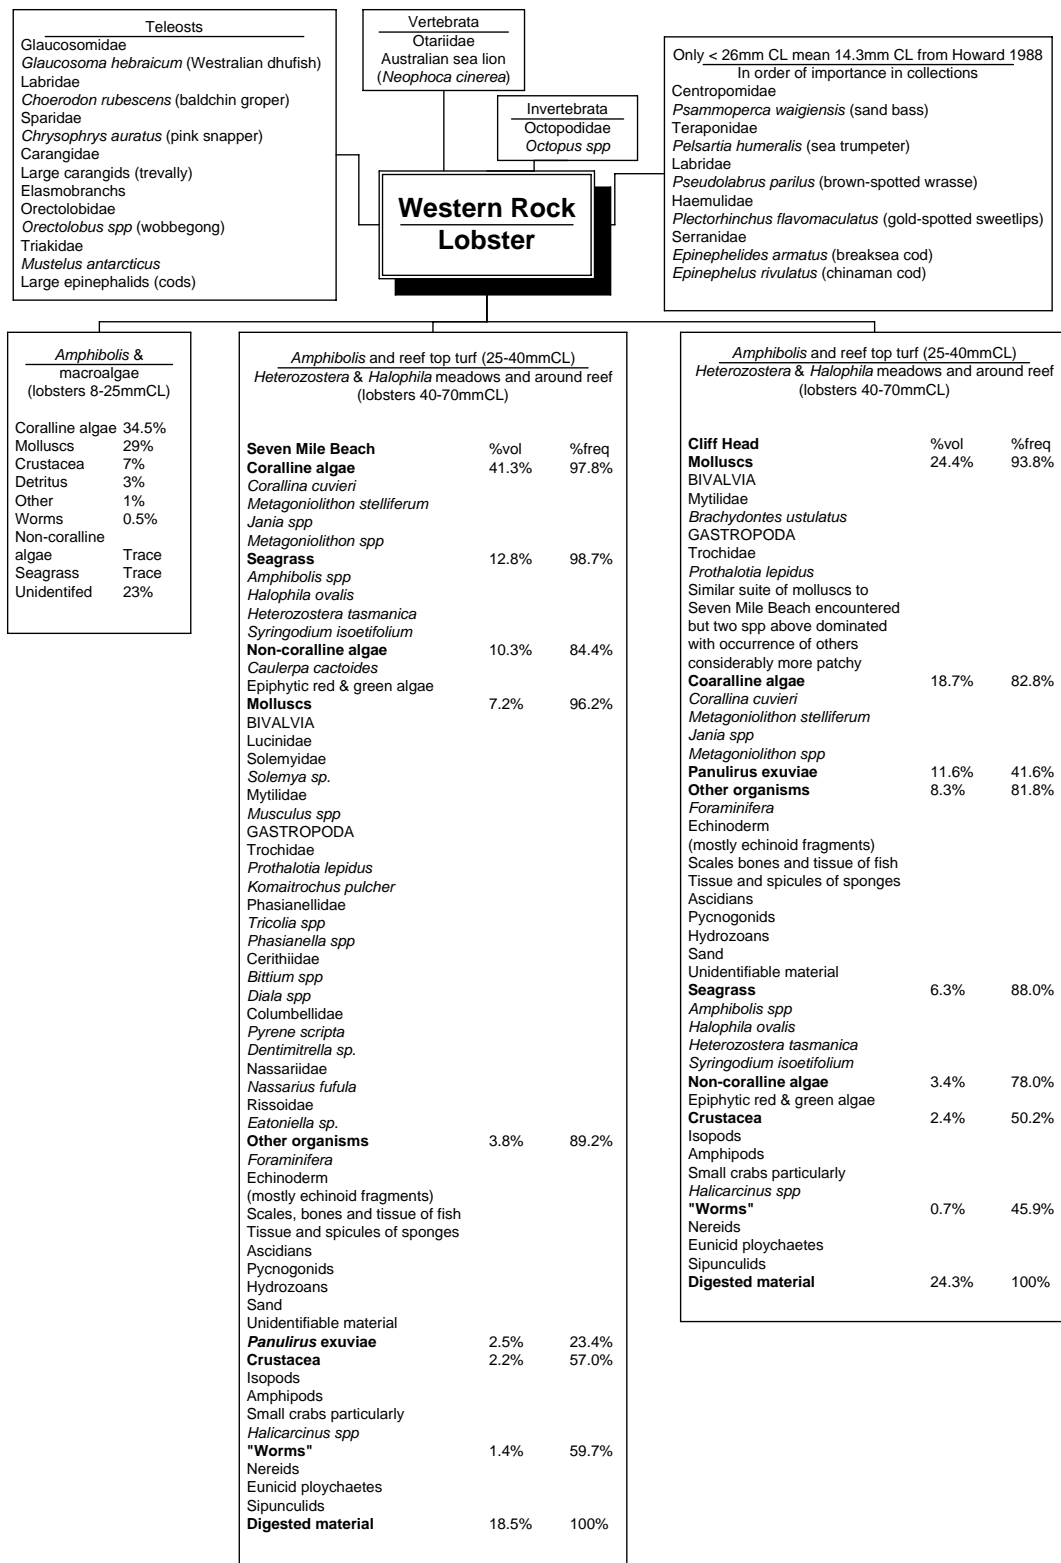 Teleosts
Glaucosomidae
Glaucosoma hebraicum (Westralian dhufish)
Labridae
Choerodon rubescens (baldchin groper)
Sparidae
Chrysophrys auratus (pink snapper)
Carangidae
Large carangids (trevally)
Elasmobranchs
Orectolobidae
Orectolobus spp (wobbegong)
Triakidae
Mustelus antarcticus
Large epinephalids (cods)
Vertebrata
Otariidae
Australian sea lion
(Neophoca cinerea)
Invertebrata
Octopodidae
Octopus spp
Only < 26mm CL mean 14.3mm CL from Howard 1988
In order of importance in collections
Centropomidae
Psammoperca waigiensis (sand bass)
Teraponidae
Pelsartia humeralis (sea trumpeter)
Labridae
Pseudolabrus parilus (brown-spotted wrasse)
Haemulidae
Plectorhinchus flavomaculatus (gold-spotted sweetlips)
Serranidae
Epinephelides armatus (breaksea cod)
Epinephelus rivulatus (chinaman cod)
Western Rock
Lobster
Amphibolis &
macroalgae
(lobsters 8-25mmCL)
Coralline algae 34.5%
Molluscs 29%
Crustacea 7%
Detritus 3%
Other 1%
Worms 0.5%
Non-coralline
algae Trace
Seagrass Trace
Unidentifed 23%
Amphibolis and reef top turf (25-40mmCL)
Heterozostera & Halophila meadows and around reef
(lobsters 40-70mmCL)
Seven Mile Beach %vol %freq
Coralline algae 41.3% 97.8%
Corallina cuvieri
Metagoniolithon stelliferum
Jania spp
Metagoniolithon spp
Seagrass 12.8% 98.7%
Amphibolis spp
Halophila ovalis
Heterozostera tasmanica
Syringodium isoetifolium
Non-coralline algae 10.3% 84.4%
Caulerpa cactoides
Epiphytic red & green algae
Molluscs 7.2% 96.2%
BIVALVIA
Lucinidae
Solemyidae
Solemya sp.
Mytilidae
Musculus spp
GASTROPODA
Trochidae
Prothalotia lepidus
Komaitrochus pulcher
Phasianellidae
Tricolia spp
Phasianella spp
Cerithiidae
Bittium spp
Diala spp
Columbellidae
Pyrene scripta
Dentimitrella sp.
Nassariidae
Nassarius fufula
Rissoidae
Eatoniella sp.
Other organisms 3.8% 89.2%
Foraminifera
Echinoderm
(mostly echinoid fragments)
Scales, bones and tissue of fish
Tissue and spicules of sponges
Ascidians
Pycnogonids
Hydrozoans
Sand
Unidentifiable material
Panulirus exuviae 2.5% 23.4%
Crustacea 2.2% 57.0%
Isopods
Amphipods
Small crabs particularly
Halicarcinus spp
"Worms" 1.4% 59.7%
Nereids
Eunicid ploychaetes
Sipunculids
Digested material 18.5% 100%
Amphibolis and reef top turf (25-40mmCL)
Heterozostera & Halophila meadows and around reef
(lobsters 40-70mmCL)
Cliff Head %vol %freq
Molluscs 24.4% 93.8%
BIVALVIA
Mytilidae
Brachydontes ustulatus
GASTROPODA
Trochidae
Prothalotia lepidus
Similar suite of molluscs to
Seven Mile Beach encountered
but two spp above dominated
with occurrence of others
considerably more patchy
Coaralline algae 18.7% 82.8%
Corallina cuvieri
Metagoniolithon stelliferum
Jania spp
Metagoniolithon spp
Panulirus exuviae 11.6% 41.6%
Other organisms 8.3% 81.8%
Foraminifera
Echinoderm
(mostly echinoid fragments)
Scales bones and tissue of fish
Tissue and spicules of sponges
Ascidians
Pycnogonids
Hydrozoans
Sand
Unidentifiable material
Seagrass 6.3% 88.0%
Amphibolis spp
Halophila ovalis
Heterozostera tasmanica
Syringodium isoetifolium
Non-coralline algae 3.4% 78.0%
Epiphytic red & green algae
Crustacea 2.4% 50.2%
Isopods
Amphipods
Small crabs particularly
Halicarcinus spp
"Worms" 0.7% 45.9%
Nereids
Eunicid ploychaetes
Sipunculids
Digested material 24.3% 100%